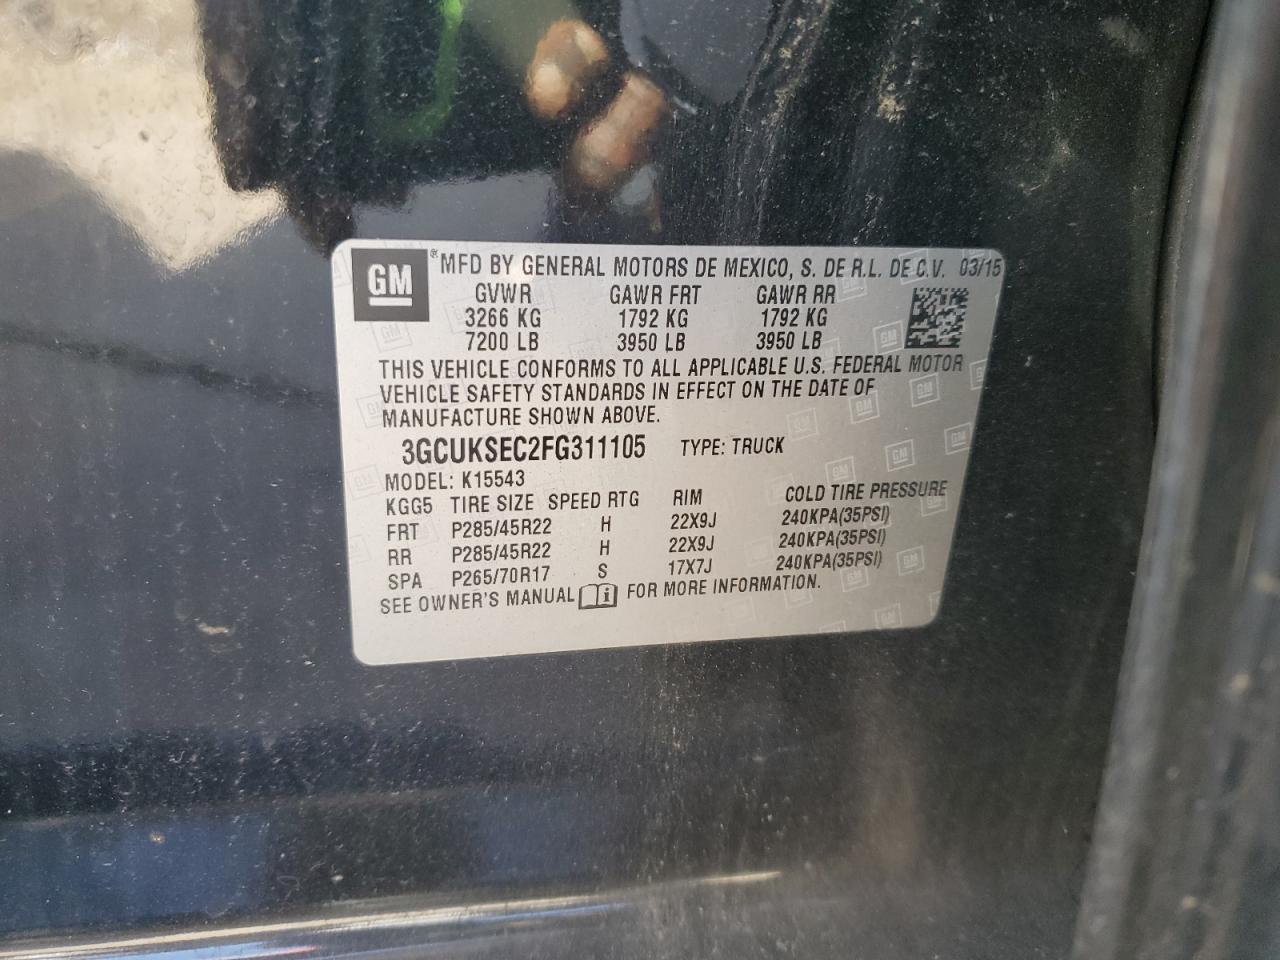 GM ® MFD BY GENERAL MOTORS DE MEXICO, S. DE R.L. DE C.V. 03/15
GVWR GAWR FRT GAWR RR
3266 KG 1792 KG 1792 KG
7200 LB 3950 LB 3950 LB
THIS VEHICLE CONFORMS TO ALL APPLICABLE U.S. FEDERAL MOTOR
VEHICLE SAFETY STANDARDS IN EFFECT ON THE DATE OF
MANUFACTURE SHOWN ABOVE.
3GCUKSEC2FG311105 TYPE: TRUCK
MODEL: K15543
KGG5 TIRE SIZE SPEED RTG RIM COLD TIRE PRESSURE
FRT P285/45R22 H 22X9J 240KPA(35PSI)
RR P285/45R22 H 22X9J 240KPA(35PSI)
SPA P265/70R17 S 17X7J 240KPA(35PSI)
SEE OWNER'S MANUAL FOR MORE INFORMATION.